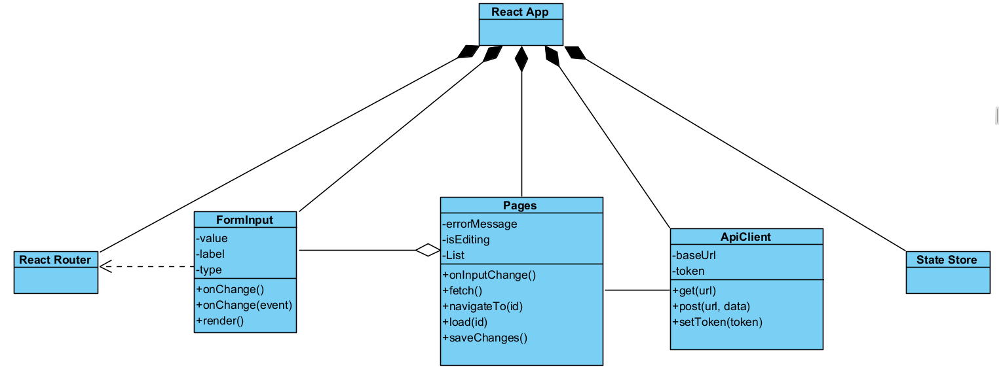 React App
React Router
FormInput
-value
-label
-type
+onChange()
+onChange(event)
+render()
Pages
-errorMessage
-isEditing
-List
+onInputChange()
+fetch()
+navigateTo(id)
+load(id)
+saveChanges()
ApiClient
-baseUrl
-token
+get(url)
+post(url, data)
+setToken(token)
State Store